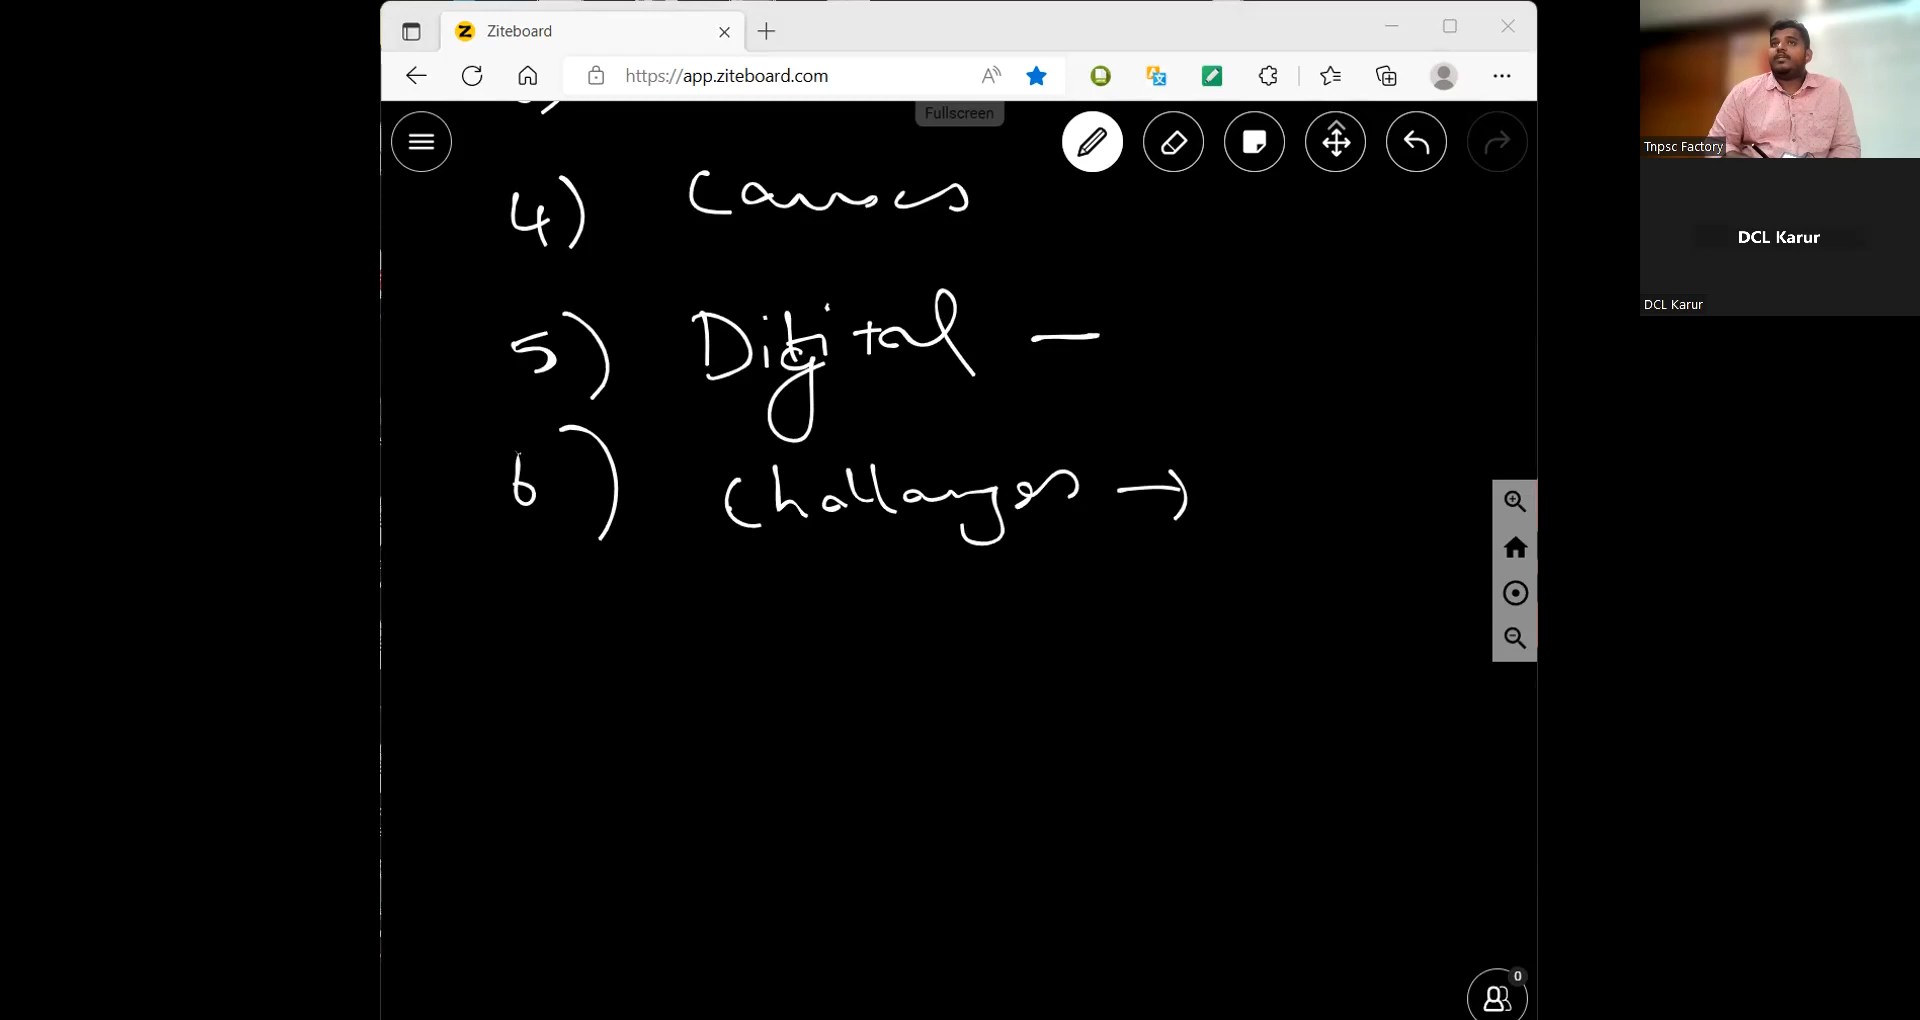 Ziteboard
https://app.ziteboard.com
Fullscreen
4) Causes
5) Digital —
6) Challanges →
0
Tnpsc Factory
DCL Karur
DCL Karur